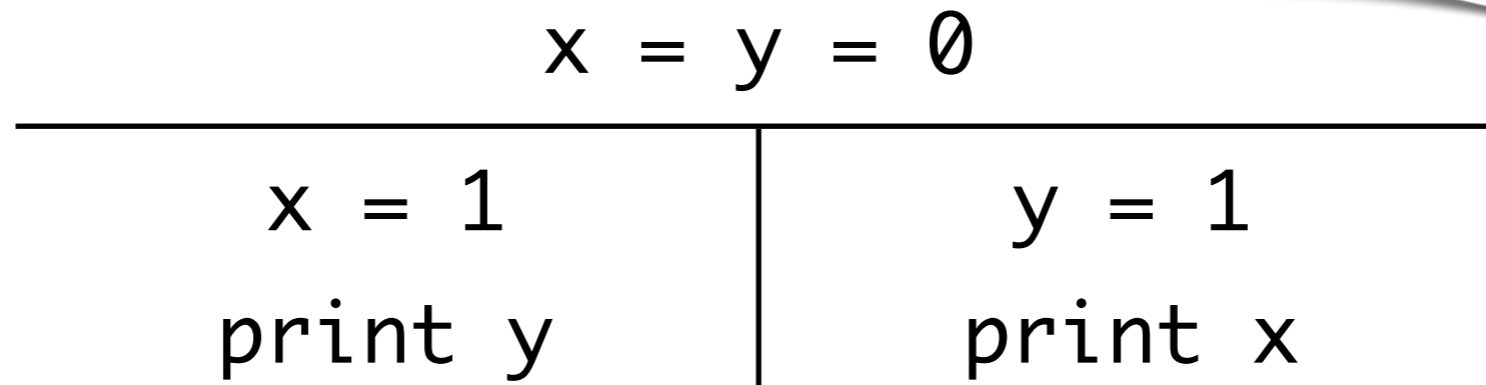 x = y = 0
x = 1
print y
y = 1
print x